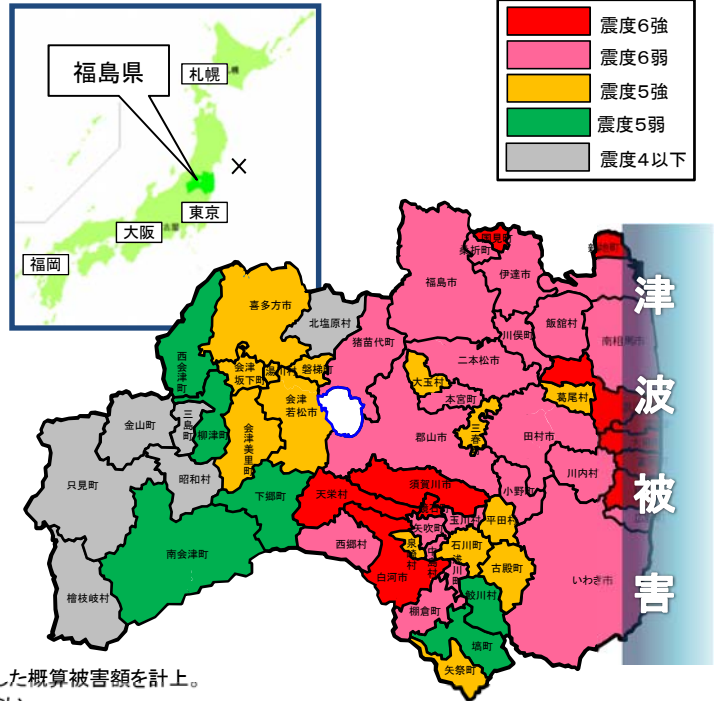 福島県
札幌
東京
大阪
福岡
震度6強
震度6弱
震度5強
震度5弱
震度4以下
津波被害
国見町
桑折町
新地町
伊達市
福島市
喜多方市
北塩原村
猪苗代町
飯舘村
川俣町
南相馬市
西会津町
会津坂下町
湯川村
磐梯町
二本松市
大玉村
葛尾村
本宮町
会津若松市
三島町
金山町
柳津町
会津美里町
三春
郡山市
田村市
昭和村
只見町
川内村
下郷町
天栄村
須賀川市
小野町
鏡石町
玉川村
平田村
矢吹町
西郷村
泉崎村
中島村
石川町
浅川町
古殿町
南会津町
白河市
いわき市
檜枝岐村
鮫川村
棚倉町
塙町
矢祭町
した概算被害額を計上。